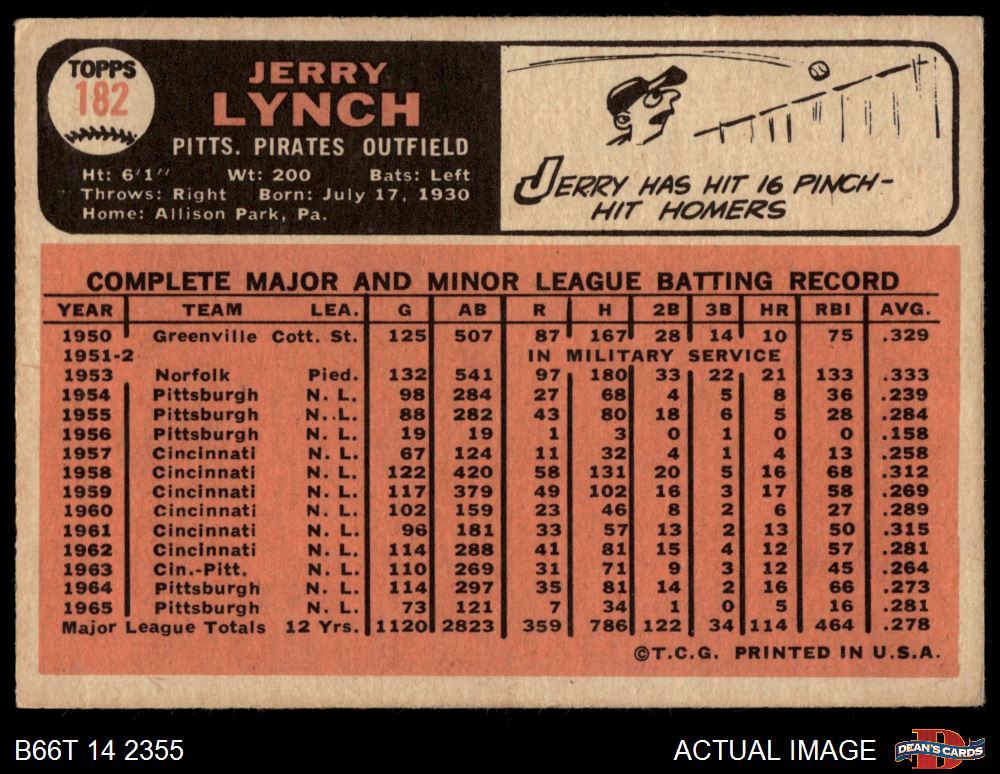 TOPPS
182
JERRY
LYNCH
PITTS. PIRATES OUTFIELD
Ht: 6'1" Wt: 200 Bats: Left
Throws: Right Born: July 17, 1930
Home: Allison Park, Pa.
JERRY HAS HIT 16 PINCH-
HIT HOMERS
COMPLETE MAJOR AND MINOR LEAGUE BATTING RECORD
YEAR TEAM LEA. G AB R H 2B 3B HR RBI AVG.
1950 Greenville Cott. St. 125 507 87 167 28 14 10 75 .329
1951-2 IN MILITARY SERVICE
1953 Norfolk Pied. 132 541 97 180 33 22 21 133 .333
1954 Pittsburgh N. L. 98 284 27 68 4 5 8 36 .239
1955 Pittsburgh N. L. 88 282 43 80 18 6 5 28 .284
1956 Pittsburgh N. L. 19 19 1 3 0 1 0 0 .158
1957 Cincinnati N. L. 67 124 11 32 4 1 4 13 .258
1958 Cincinnati N. L. 122 420 58 131 20 5 16 68 .312
1959 Cincinnati N. L. 117 379 49 102 16 3 17 58 .269
1960 Cincinnati N. L. 102 159 23 46 8 2 6 27 .289
1961 Cincinnati N. L. 96 181 33 57 13 2 13 50 .315
1962 Cincinnati N. L. 114 288 41 81 15 4 12 57 .281
1963 Cin.-Pitt. N. L. 110 269 31 71 9 3 12 45 .264
1964 Pittsburgh N. L. 114 297 35 81 14 2 16 66 .273
1965 Pittsburgh N. L. 73 121 7 34 1 0 5 16 .281
Major League Totals 12 Yrs. 1120 2823 359 786 122 34 114 464 .278
©T.C.G. PRINTED IN U.S.A.
B66T 14 2355
ACTUAL IMAGE
DEAN'S CARDS